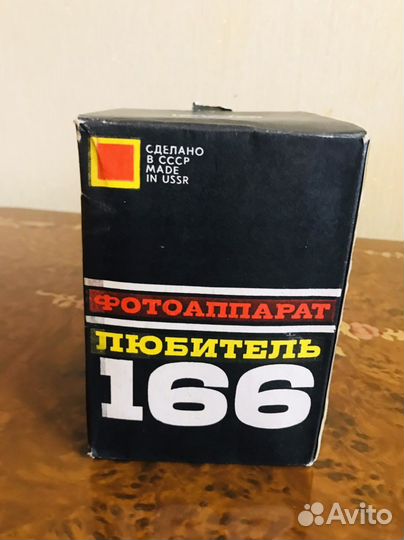 СДЕЛАНО
В СССР
MADE
IN USSR
ФОТОАППАРАТ
ЛЮБИТЕЛЬ
166
Avito